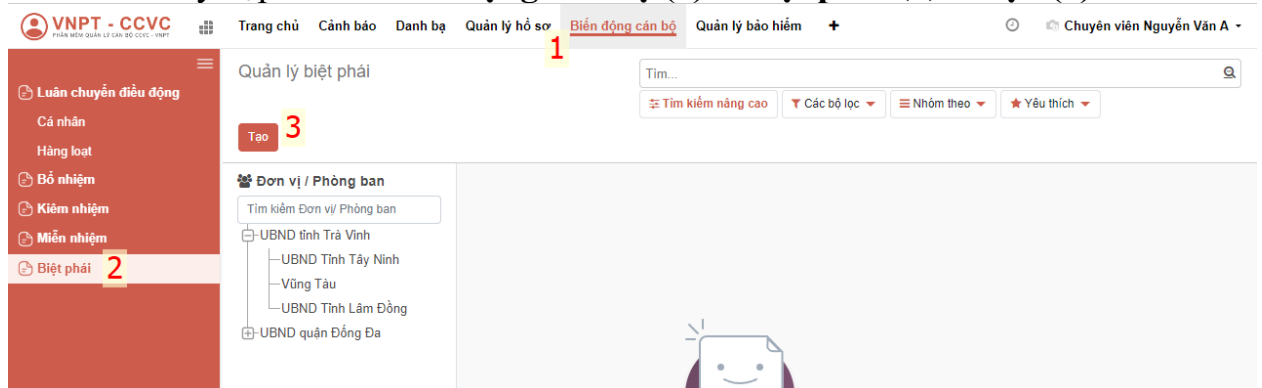 VNPT - CCVC
PHẦN MỀM QUẢN LÝ CÁN BỘ CCVC - VNPT
Trang chủ Cảnh báo Danh bạ Quản lý hồ sơ Biến động cán bộ Quản lý bảo hiểm + Chuyên viên Nguyễn Văn A
1
Quản lý biệt phái
Tìm...
Tìm kiếm nâng cao Các bộ lọc Nhóm theo Yêu thích
Tạo 3
Luân chuyển điều động
Cá nhân
Hàng loạt
Bổ nhiệm
Kiêm nhiệm
Miễn nhiệm
Biệt phái 2
Đơn vị / Phòng ban
Tìm kiếm Đơn vị/ Phòng ban
UBND tỉnh Trà Vinh
UBND Tỉnh Tây Ninh
Vũng Tàu
UBND Tỉnh Lâm Đồng
UBND quận Đống Đa